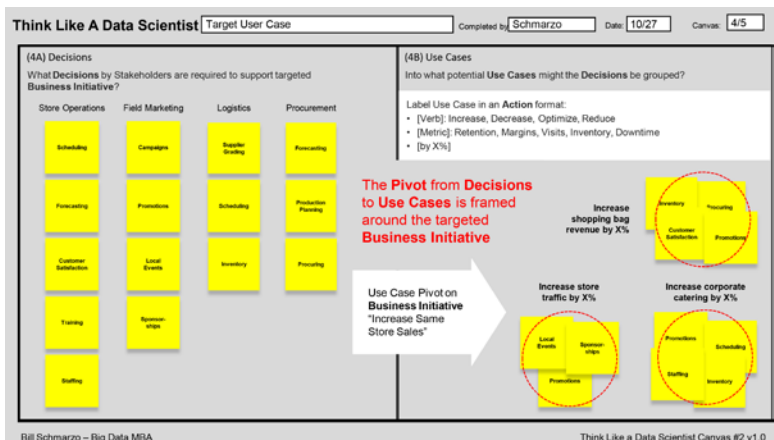 Think Like A Data Scientist Target User Case Completed by Schmarzo Date: 10/27 Canvas: 4/5
(4A) Decisions
What Decisions by Stakeholders are required to support targeted
Business Initiative?
Store Operations Field Marketing Logistics Procurement
Scheduling Campaigns Supplier
Grading Forecasting
Forecasting Promotions Scheduling Production
Planning
Customer
Satisfaction Local
Events Inventory Procuring
Training Sponsor-
ships
Staffing
(4B) Use Cases
Into what potential Use Cases might the Decisions be grouped?
Label Use Case in an Action format:
• [Verb]: Increase, Decrease, Optimize, Reduce
• [Metric]: Retention, Margins, Visits, Inventory, Downtime
• [by X%]
The Pivot from Decisions
to Use Cases is framed
around the targeted
Business Initiative
Use Case Pivot on
Business Initiative
"Increase Same
Store Sales"
Increase
shopping bag
revenue by X%
Inventory Procuring
Customer
Satisfaction Promotions
Increase store
traffic by X%
Local
Events Sponsor-
ships
Promotions
Increase corporate
catering by X%
Promotions Scheduling
Staffing Inventory
Bill Schmarzo – Big Data MBA Think Like a Data Scientist Canvas #2 v1.0